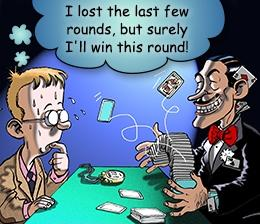 I lost the last few
rounds, but surely
I'll win this round!